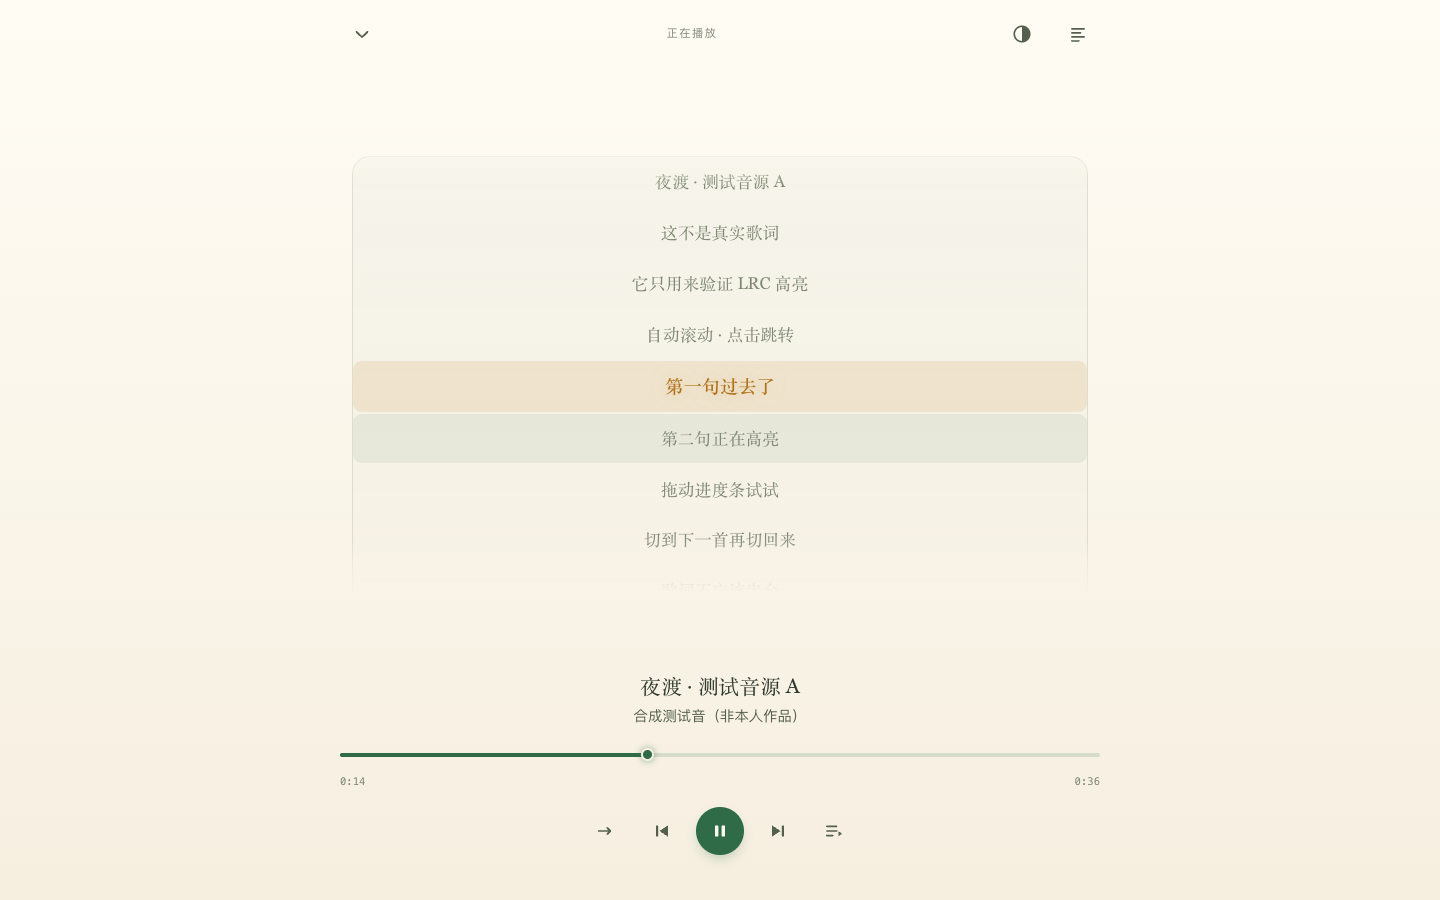 正在播放
夜渡 · 测试音源 A
这不是真实歌词
它只用来验证 LRC 高亮
自动滚动 · 点击跳转
第一句过去了
第二句正在高亮
拖动进度条试试
切到下一首再切回来
夜渡 · 测试音源 A
合成测试音（非本人作品）
0:14
0:36